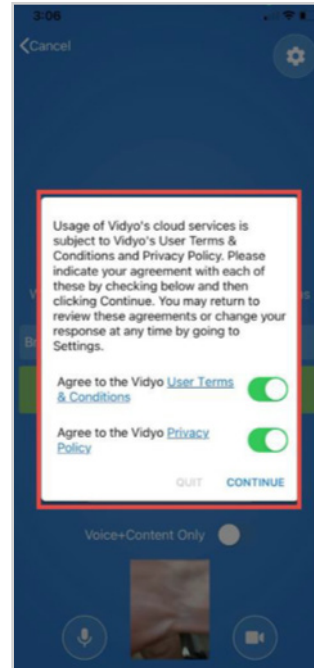 3:06
Cancel
Usage of Vidyo's cloud services is
subject to Vidyo's User Terms &
Conditions and Privacy Policy. Please
indicate your agreement with each of
these by checking below and then
clicking Continue. You may return to
review these agreements or change your
response at any time by going to
Settings.
Agree to the Vidyo User Terms
& Conditions
Agree to the Vidyo Privacy
Policy
QUIT CONTINUE
Voice+Content Only